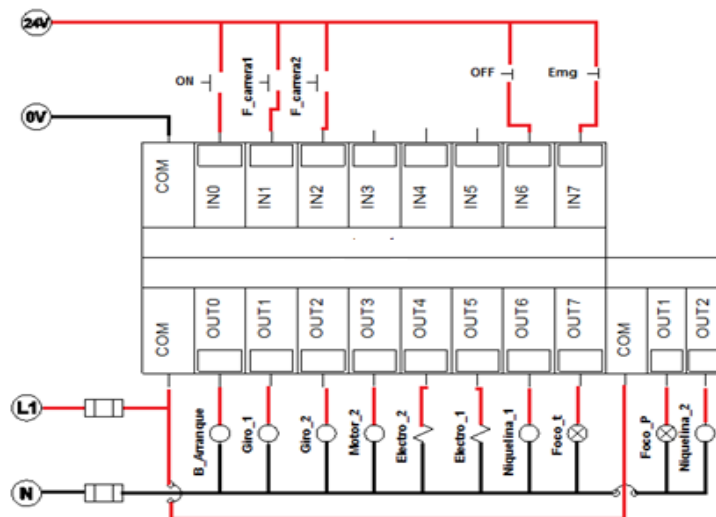 24V
ON
F_carrera1
F_carrera2
OFF
Emg
0V
COM
IN0
IN1
IN2
IN3
IN4
IN5
IN6
IN7
COM
OUT0
OUT1
OUT2
OUT3
OUT4
OUT5
OUT6
OUT7
COM
OUT1
OUT2
L1
B_Arranque
Giro_1
Giro_2
Motor_2
Electro_2
Electro_1
Niquelina_1
Foco_t
Foco_P
Niquelina_2
N